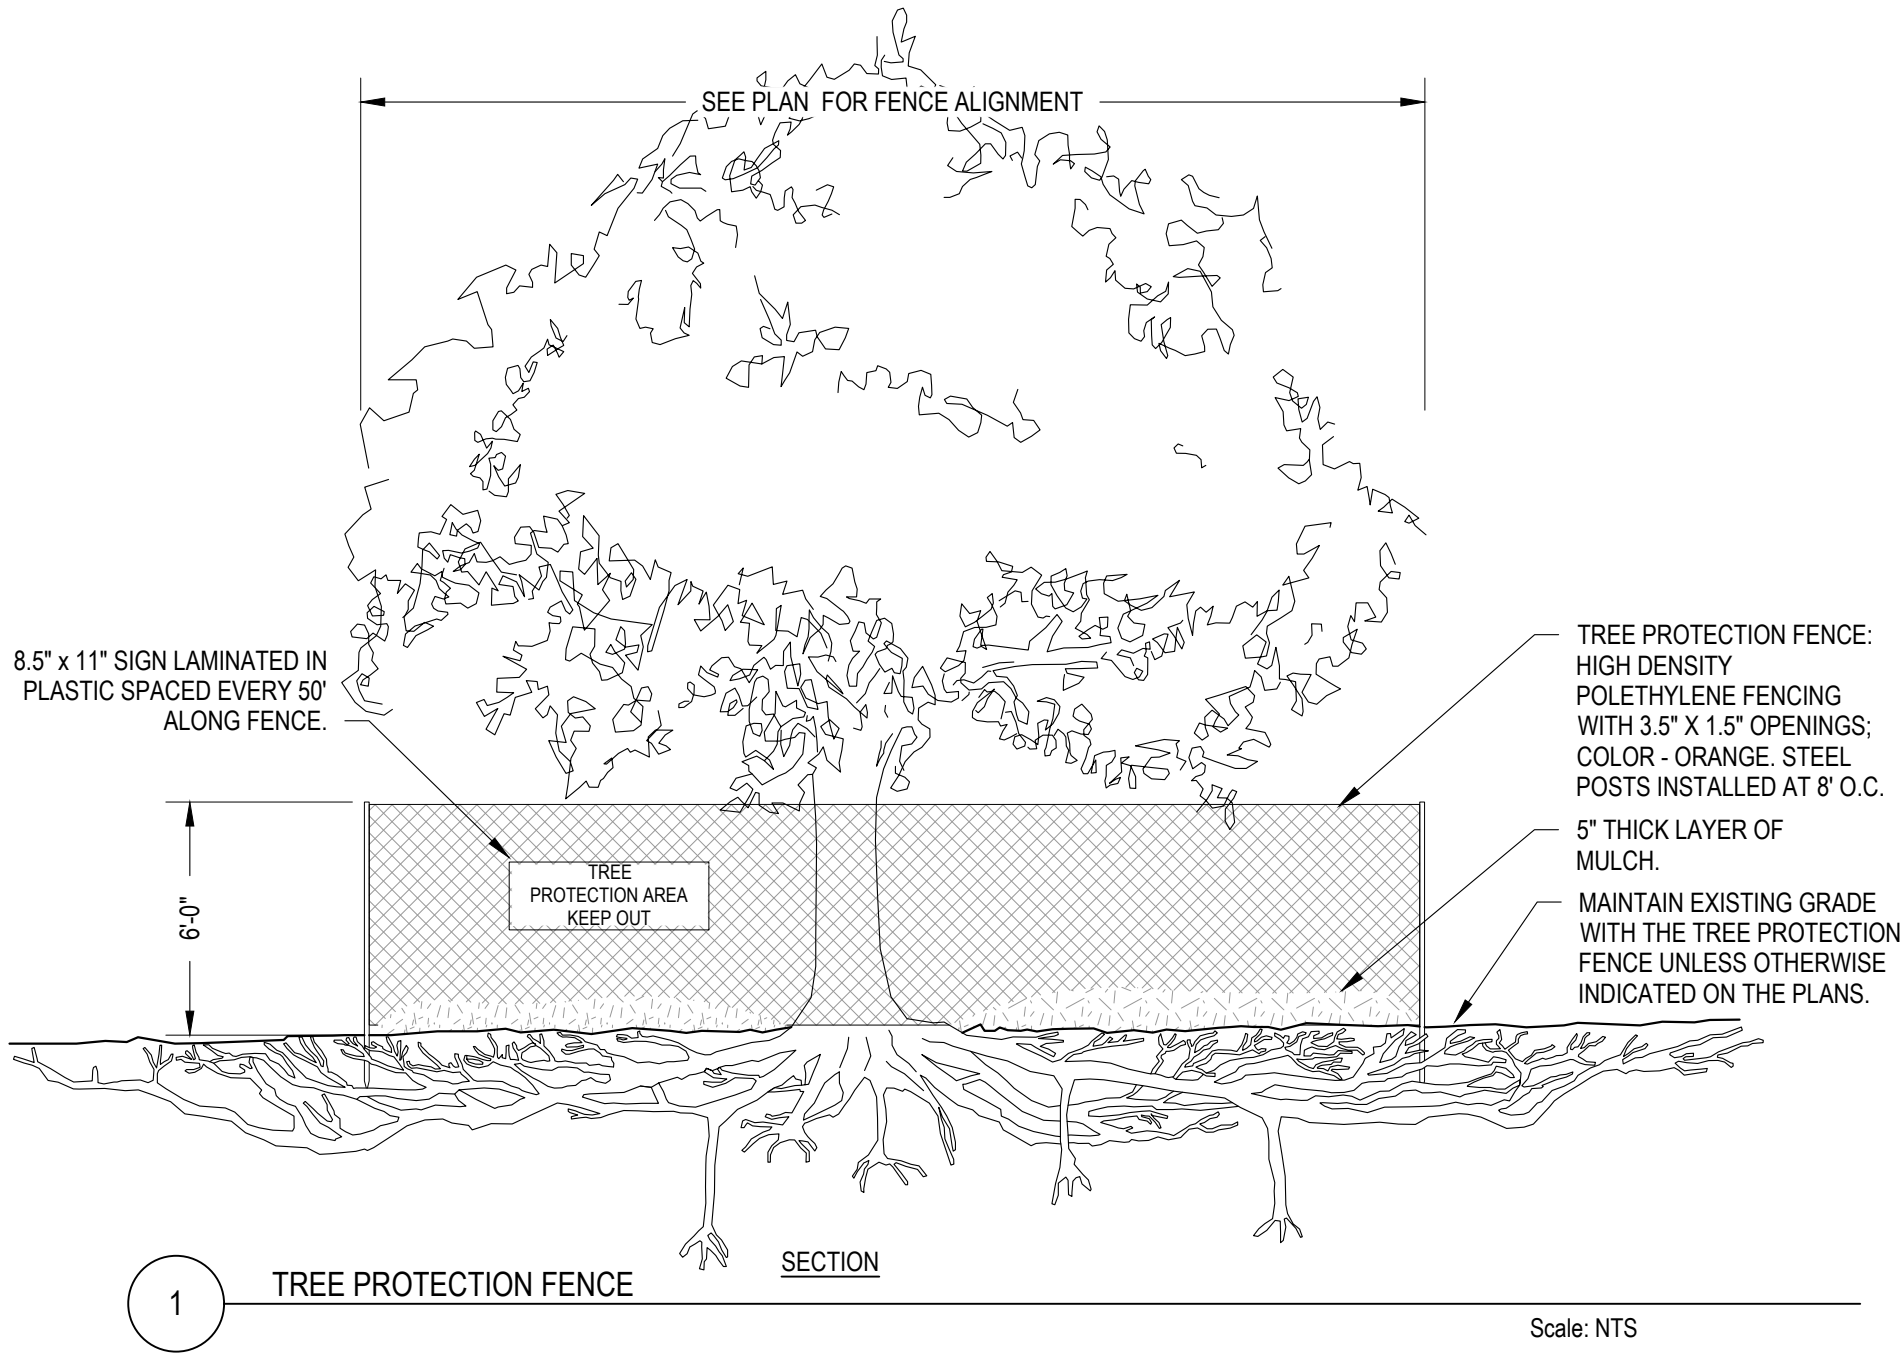 SEE PLAN FOR FENCE ALIGNMENT
8.5" x 11" SIGN LAMINATED IN
PLASTIC SPACED EVERY 50'
ALONG FENCE.
TREE PROTECTION FENCE:
HIGH DENSITY
POLETHYLENE FENCING
WITH 3.5" X 1.5" OPENINGS;
COLOR - ORANGE. STEEL
POSTS INSTALLED AT 8' O.C.
5" THICK LAYER OF
MULCH.
MAINTAIN EXISTING GRADE
WITH THE TREE PROTECTION
FENCE UNLESS OTHERWISE
INDICATED ON THE PLANS.
6'-0"
TREE
PROTECTION AREA
KEEP OUT
SECTION
1
TREE PROTECTION FENCE
Scale: NTS